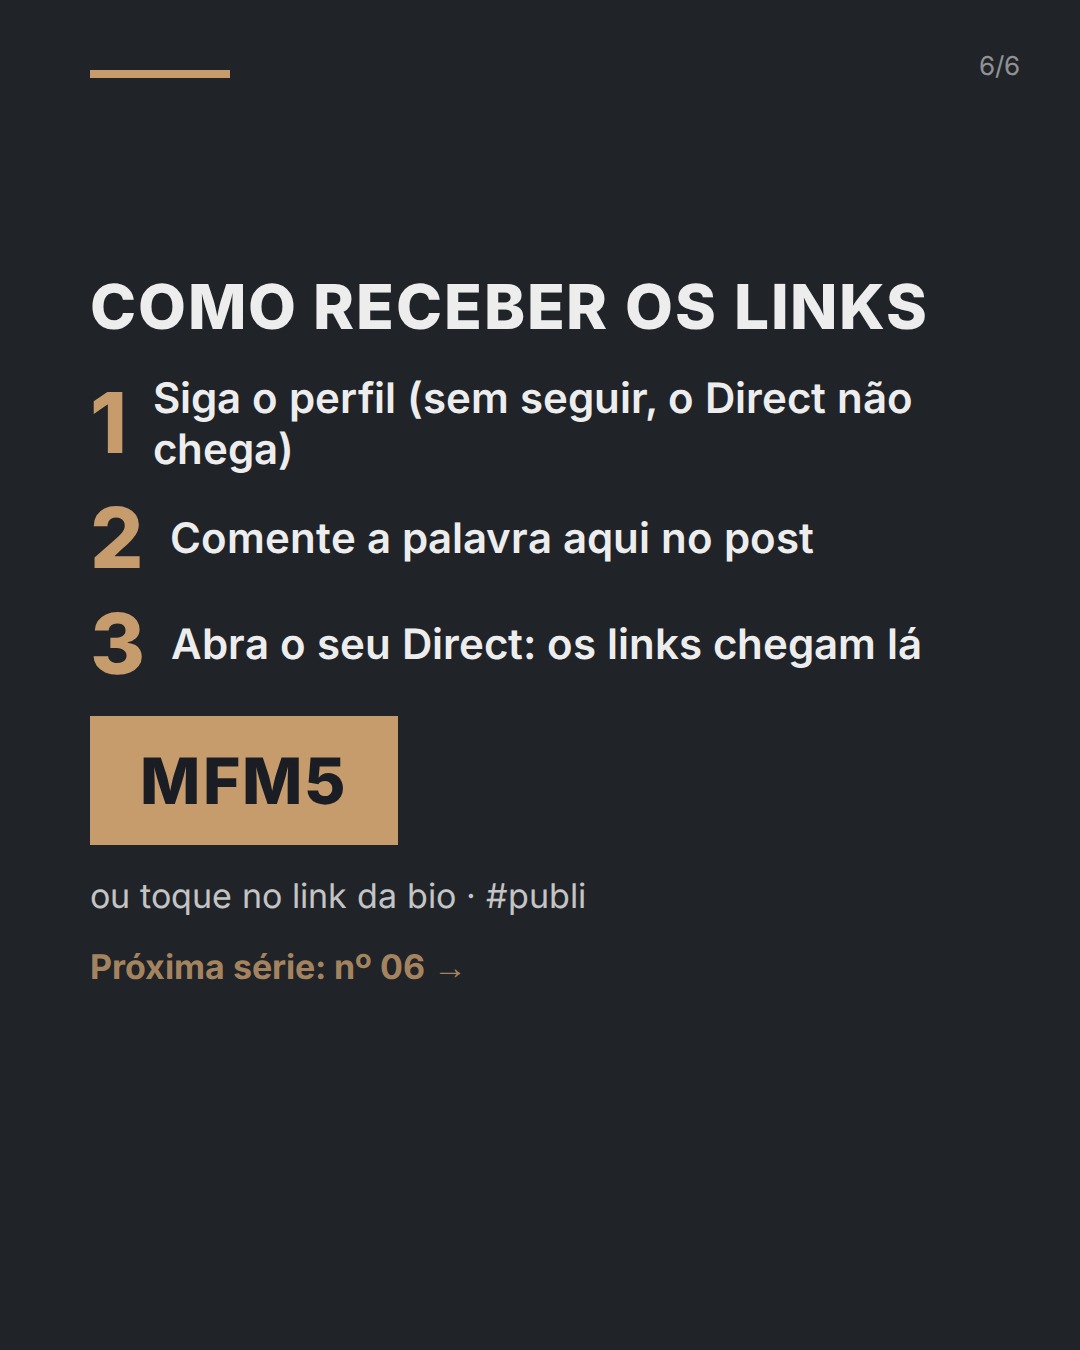 6/6
COMO RECEBER OS LINKS
1 Siga o perfil (sem seguir, o Direct não
chega)
2 Comente a palavra aqui no post
3 Abra o seu Direct: os links chegam lá
MFM5
ou toque no link da bio · #publi
Próxima série: nº 06 →